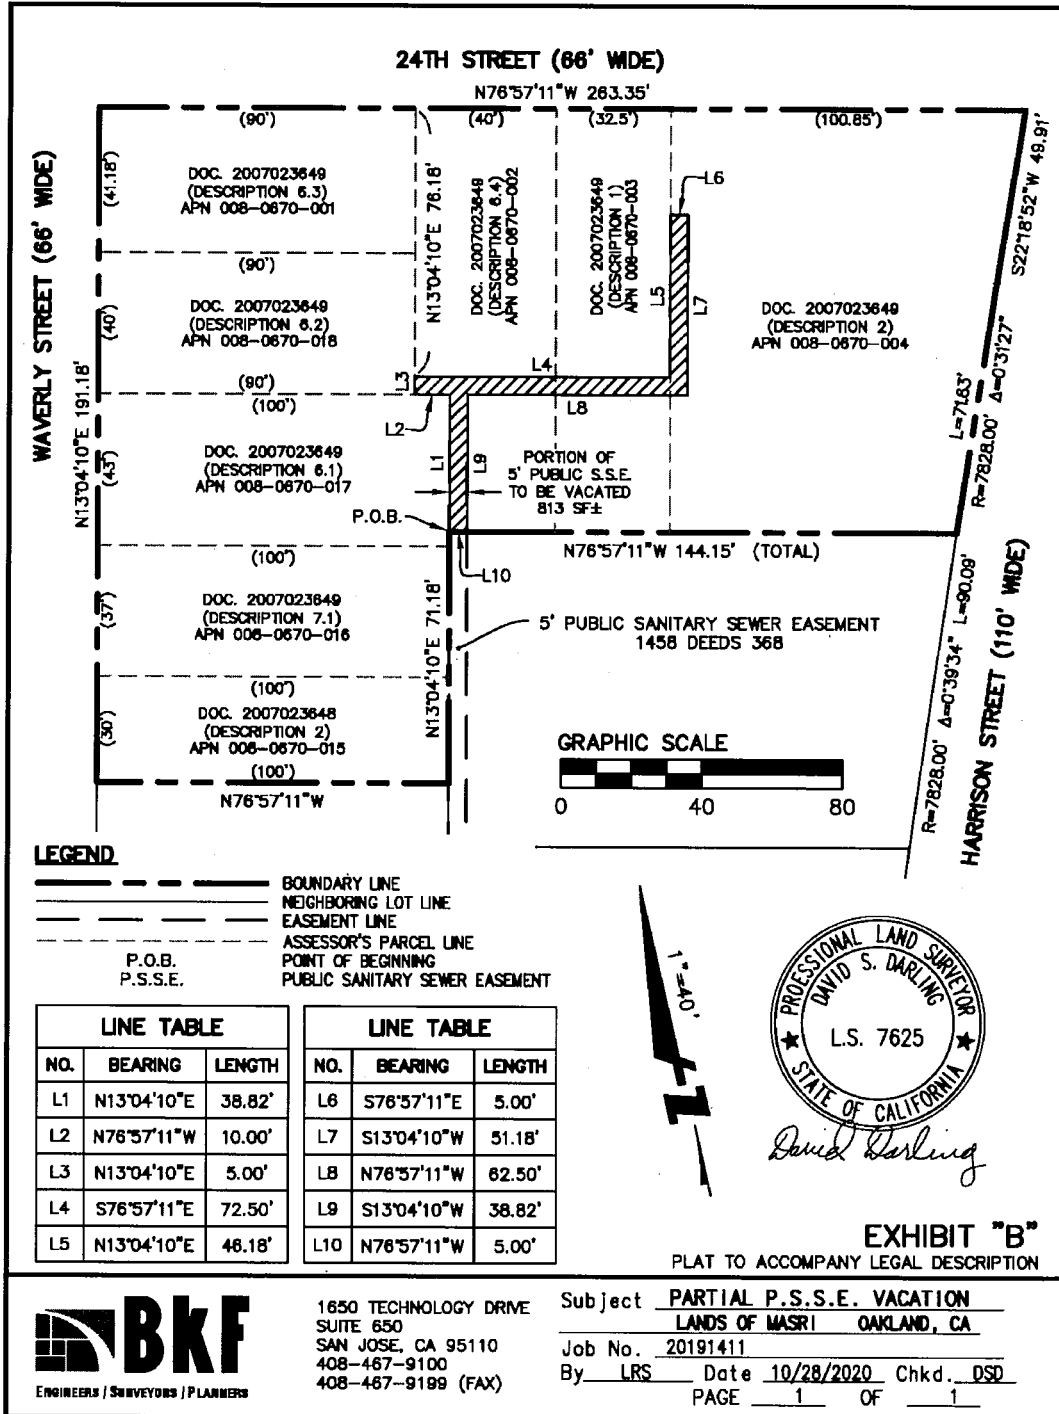 24TH STREET (66' WIDE)
N76°57'11"W 263.35'
(90')
(40')
(32.5')
(100.85')
WAVERLY STREET (66' WIDE)
N13°04'10"E 191.18'
(41.18')
DOC. 2007023649
(DESCRIPTION 6.3)
APN 008-0670-001
(90')
(40')
DOC. 2007023649
(DESCRIPTION 6.2)
APN 008-0670-018
(90')
(100')
(43')
DOC. 2007023649
(DESCRIPTION 6.1)
APN 008-0670-017
N13°04'10"E 76.18'
DOC. 2007023649
(DESCRIPTION 6.4)
APN 008-0670-002
DOC. 2007023649
(DESCRIPTION 1)
APN 008-0670-003
L6
L5
L7
DOC. 2007023649
(DESCRIPTION 2)
APN 008-0670-004
S22°18'52"W 49.91'
R=7828.00' Δ=0°31'27"
L=71.63'
L3
L4
L2
L8
L1
L9
PORTION OF
5' PUBLIC S.S.E.
TO BE VACATED
813 SF±
P.O.B.
N76°57'11"W 144.15' (TOTAL)
L10
(100')
(37')
DOC. 2007023649
(DESCRIPTION 7.1)
APN 008-0670-016
(100')
(30')
DOC. 2007023648
(DESCRIPTION 2)
APN 008-0670-015
(100')
N76°57'11"W
N13°04'10"E 71.18'
5' PUBLIC SANITARY SEWER EASEMENT
1458 DEEDS 368
R=7828.00' Δ=0°39'34" L=90.09'
HARRISON STREET (110' WIDE)
GRAPHIC SCALE
0 40 80
LEGEND
BOUNDARY LINE
NEIGHBORING LOT LINE
EASEMENT LINE
ASSESSOR'S PARCEL LINE
P.O.B. POINT OF BEGINNING
P.S.S.E. PUBLIC SANITARY SEWER EASEMENT
LINE TABLE
NO. BEARING LENGTH
L1 N13°04'10"E 38.82'
L2 N76°57'11"W 10.00'
L3 N13°04'10"E 5.00'
L4 S76°57'11"E 72.50'
L5 N13°04'10"E 46.18'
LINE TABLE
NO. BEARING LENGTH
L6 S76°57'11"E 5.00'
L7 S13°04'10"W 51.18'
L8 N76°57'11"W 62.50'
L9 S13°04'10"W 38.82'
L10 N76°57'11"W 5.00'
1"=40'
Z
PROESSIONAL LAND SURVEYOR
DAVID S. DARLING
L.S. 7625
STATE OF CALIFORNIA
David Darling
EXHIBIT "B"
PLAT TO ACCOMPANY LEGAL DESCRIPTION
BKF
ENGINEERS / SURVEYORS / PLANNERS
1650 TECHNOLOGY DRIVE
SUITE 650
SAN JOSE, CA 95110
408-467-9100
408-467-9199 (FAX)
Subject PARTIAL P.S.S.E. VACATION
LANDS OF MASRI OAKLAND, CA
Job No. 20191411
By LRS Date 10/28/2020 Chkd. DSD
PAGE 1 OF 1